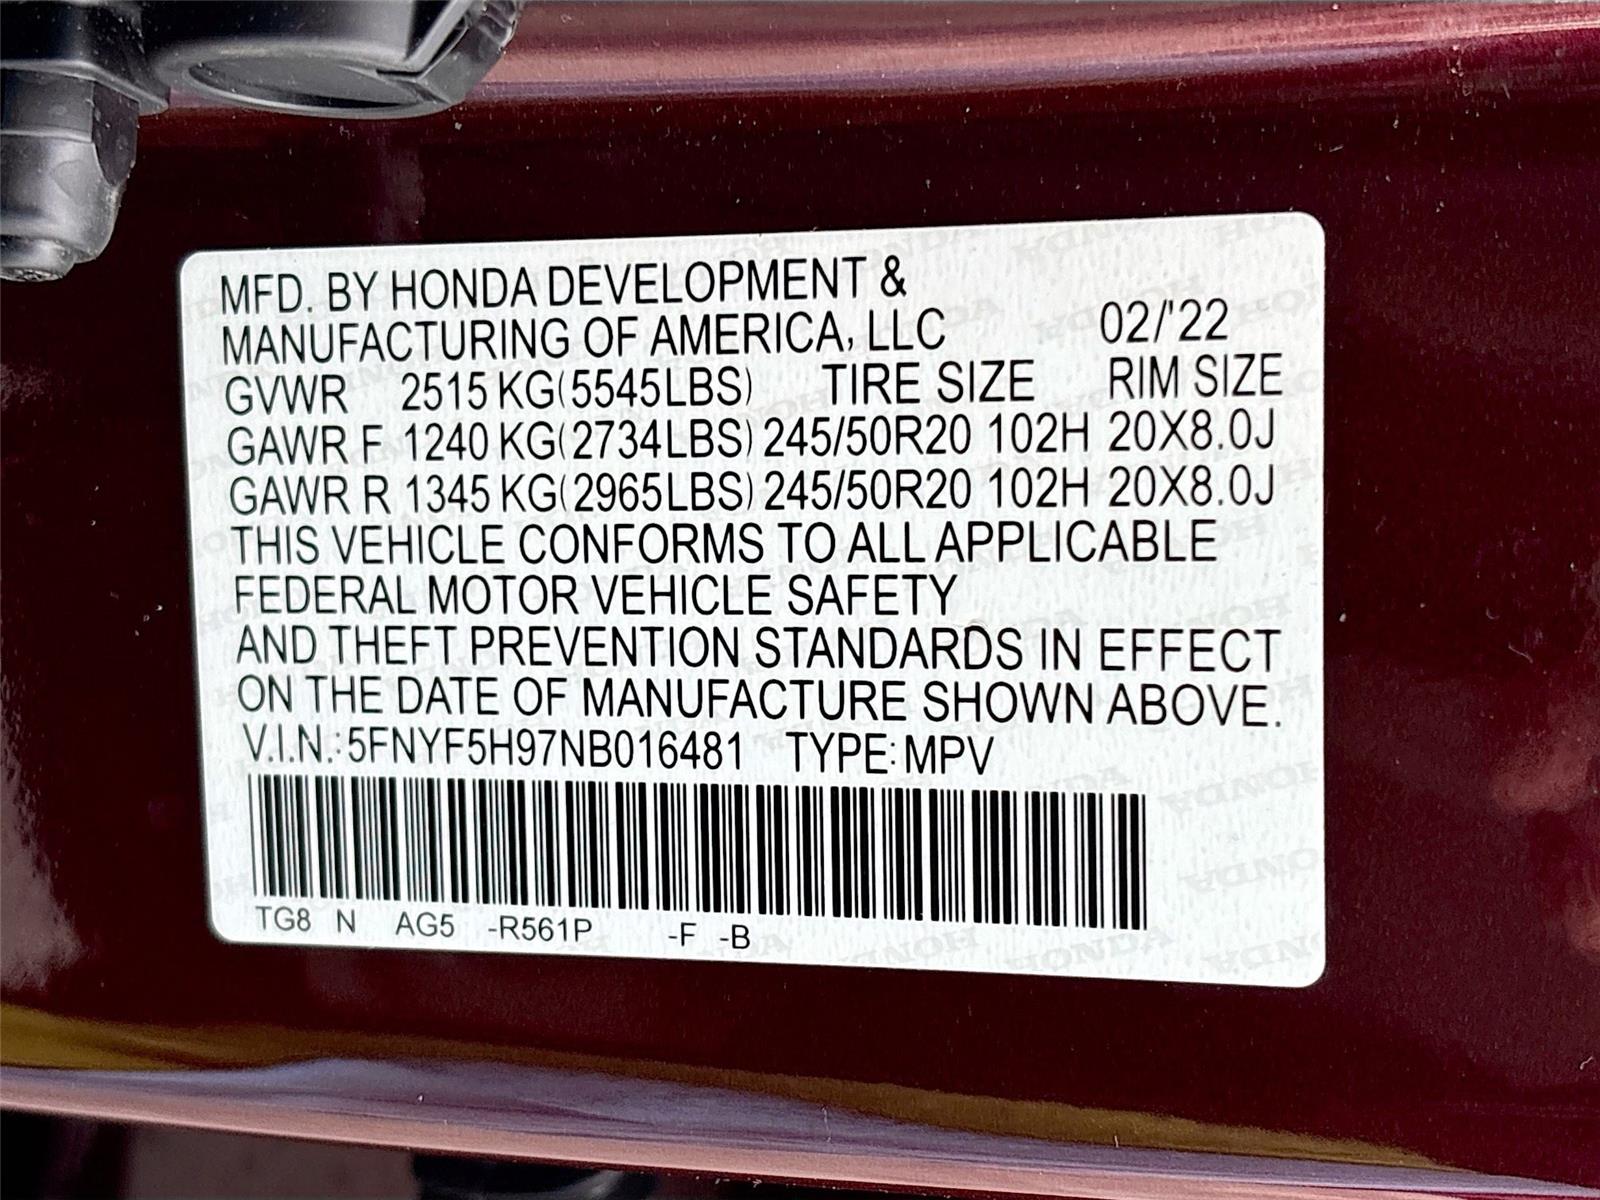 MFD. BY HONDA DEVELOPMENT &
MANUFACTURING OF AMERICA, LLC 02/'22
GVWR 2515 KG(5545LBS) TIRE SIZE RIM SIZE
GAWR F 1240 KG(2734LBS) 245/50R20 102H 20X8.0J
GAWR R 1345 KG(2965LBS) 245/50R20 102H 20X8.0J
THIS VEHICLE CONFORMS TO ALL APPLICABLE
FEDERAL MOTOR VEHICLE SAFETY
AND THEFT PREVENTION STANDARDS IN EFFECT
ON THE DATE OF MANUFACTURE SHOWN ABOVE.
V.I.N.: 5FNYF5H97NB016481 TYPE: MPV
TG8 N AG5 -R561P -F -B